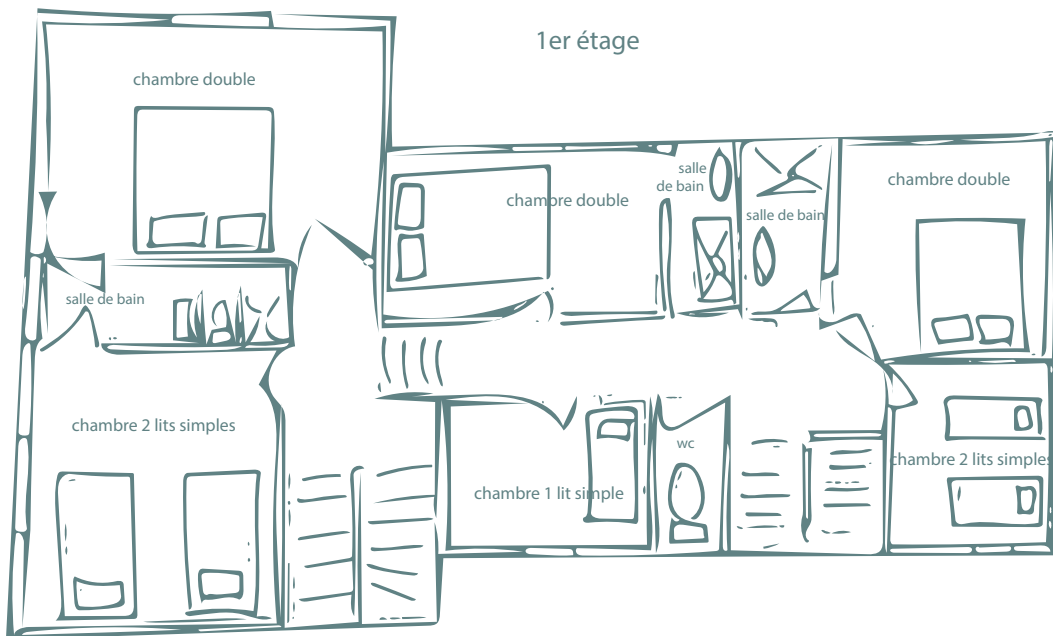 1er étage
chambre double
salle
de bain
chambre double
chambre double
salle de bain
salle de bain
chambre 2 lits simples
wc
chambre 2 lits simples
chambre 1 lit simple